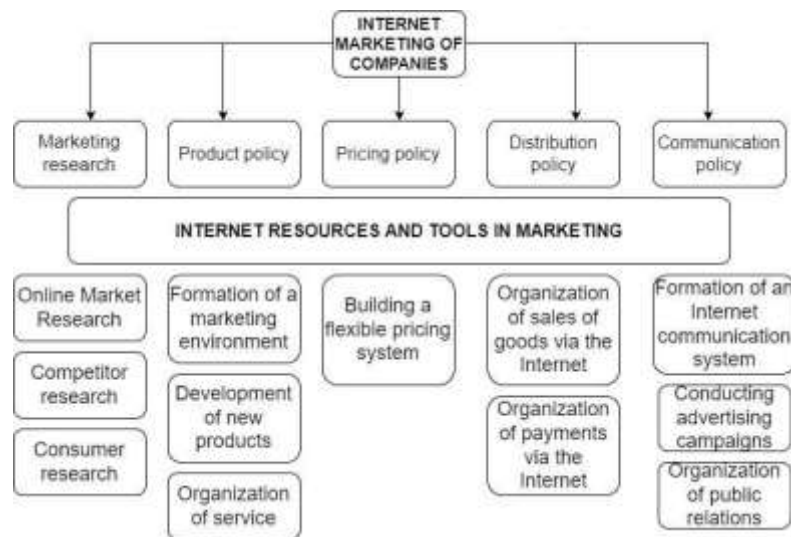 INTERNET
MARKETING OF
COMPANIES
Marketing
research
Product policy
Pricing policy
Distribution
policy
Communication
policy
INTERNET RESOURCES AND TOOLS IN MARKETING
Online Market
Research
Competitor
research
Consumer
research
Formation of a
marketing
environment
Development
of new
products
Organization
of service
Building a
flexible pricing
system
Organization
of sales of
goods via the
Internet
Organization
of payments
via the
Internet
Formation of an
Internet
communication
system
Conducting
advertising
campaigns
Organization
of public
relations